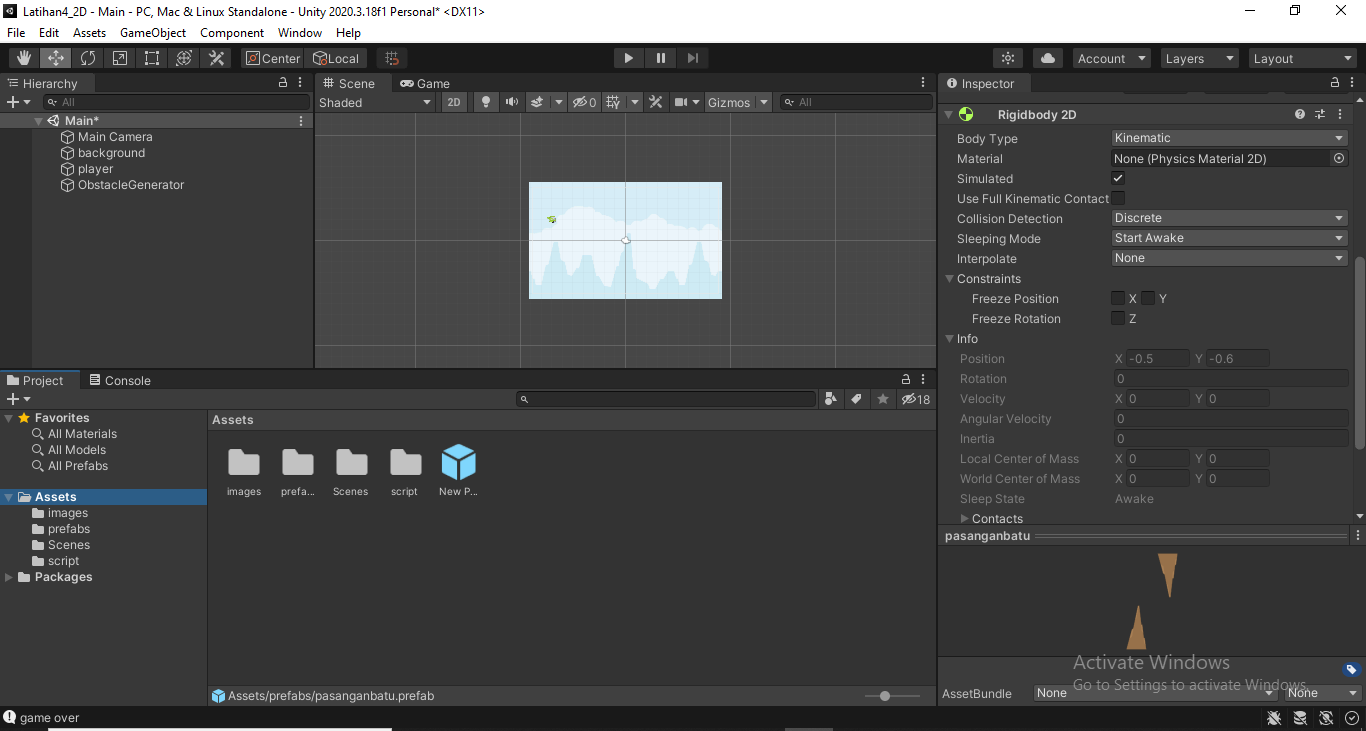 Latihan4_2D - Main - PC, Mac & Linux Standalone - Unity 2020.3.18f1 Personal* <DX11>
File Edit Assets GameObject Component Window Help
Center Local Account Layers Layout
Hierarchy
All
Main*
Main Camera
background
player
ObstacleGenerator
Scene Game
Shaded 2D 0 Gizmos All
Project Console
18
Favorites
All Materials
All Models
All Prefabs
Assets
images
prefabs
Scenes
script
Packages
Assets
images prefa... Scenes script New P...
Assets/prefabs/pasanganbatu.prefab
Inspector
Rigidbody 2D
Body Type Kinematic
Material None (Physics Material 2D)
Simulated
Use Full Kinematic Contact
Collision Detection Discrete
Sleeping Mode Start Awake
Interpolate None
Constraints
Freeze Position X Y
Freeze Rotation Z
Info
Position X -0.5 Y -0.6
Rotation 0
Velocity X 0 Y 0
Angular Velocity 0
Inertia 0
Local Center of Mass X 0 Y 0
World Center of Mass X 0 Y 0
Sleep State Awake
Contacts
pasanganbatu
Activate Windows
Go to Settings to activate Windows.
AssetBundle None None
game over